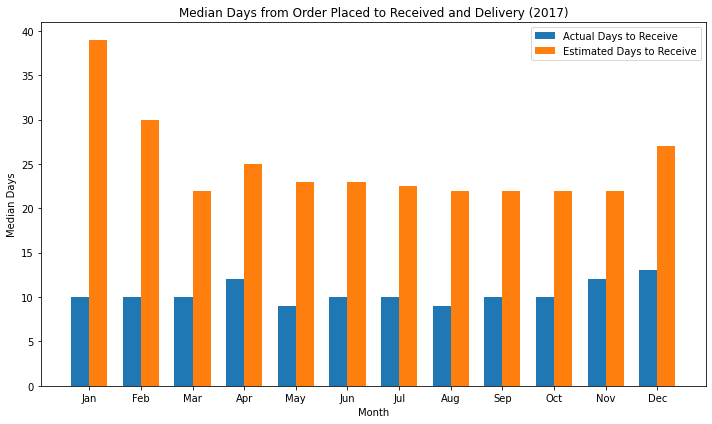 Median Days from Order Placed to Received and Delivery (2017)
Actual Days to Receive
Estimated Days to Receive
Median Days
40
35
30
25
20
15
10
5
0
Jan Feb Mar Apr May Jun Jul Aug Sep Oct Nov Dec
Month